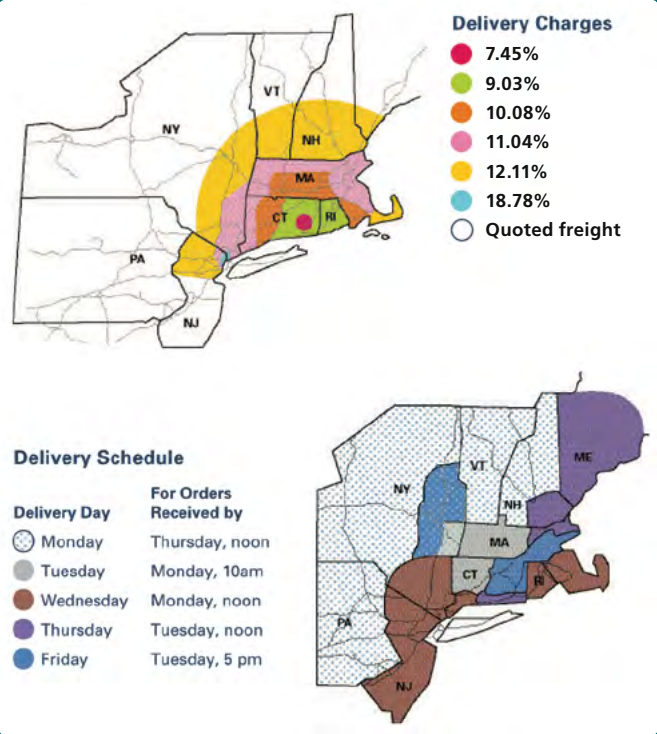 Delivery Charges
7.45%
9.03%
10.08%
11.04%
12.11%
18.78%
Quoted freight
VT
NY
NH
MA
CT
RI
PA
NJ
Delivery Schedule
Delivery Day
For Orders
Received by
Monday Thursday, noon
Tuesday Monday, 10am
Wednesday Monday, noon
Thursday Tuesday, noon
Friday Tuesday, 5 pm
ME
VT
NY
NH
MA
CT
RI
PA
NJ